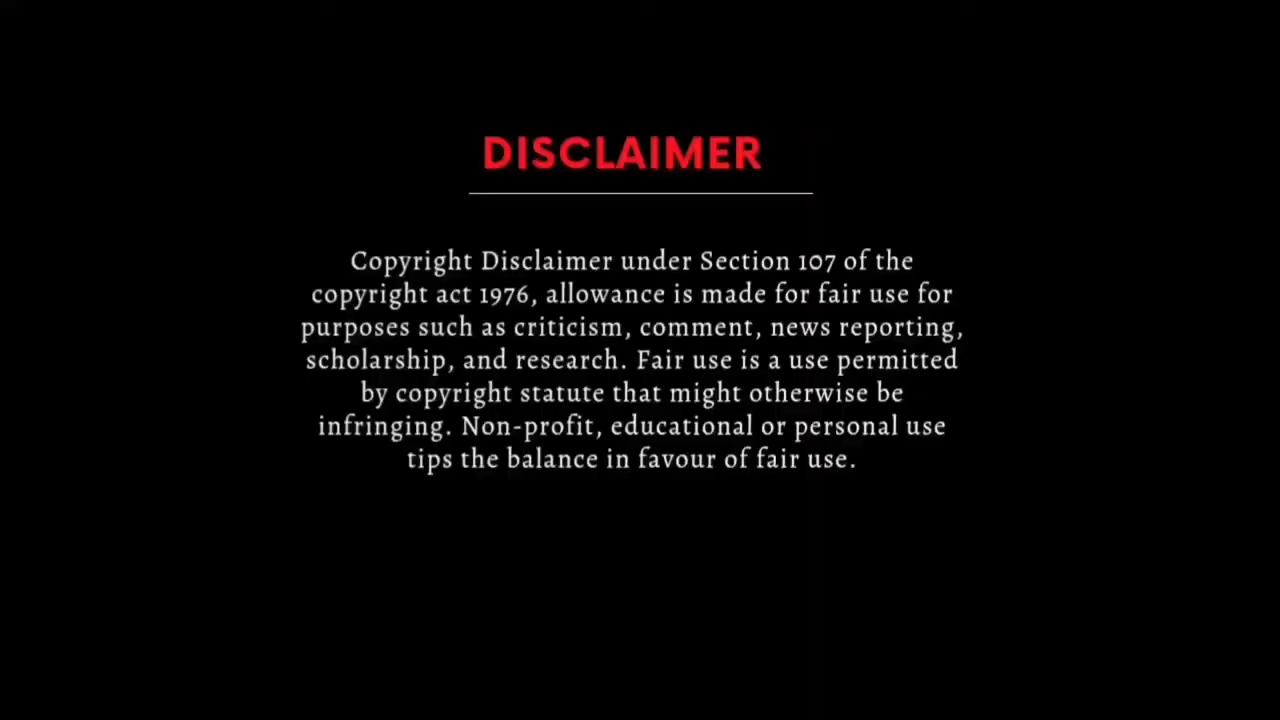 DISCLAIMER
Copyright Disclaimer under Section 107 of the
copyright act 1976, allowance is made for fair use for
purposes such as criticism, comment, news reporting,
scholarship, and research. Fair use is a use permitted
by copyright statute that might otherwise be
infringing. Non-profit, educational or personal use
tips the balance in favour of fair use.